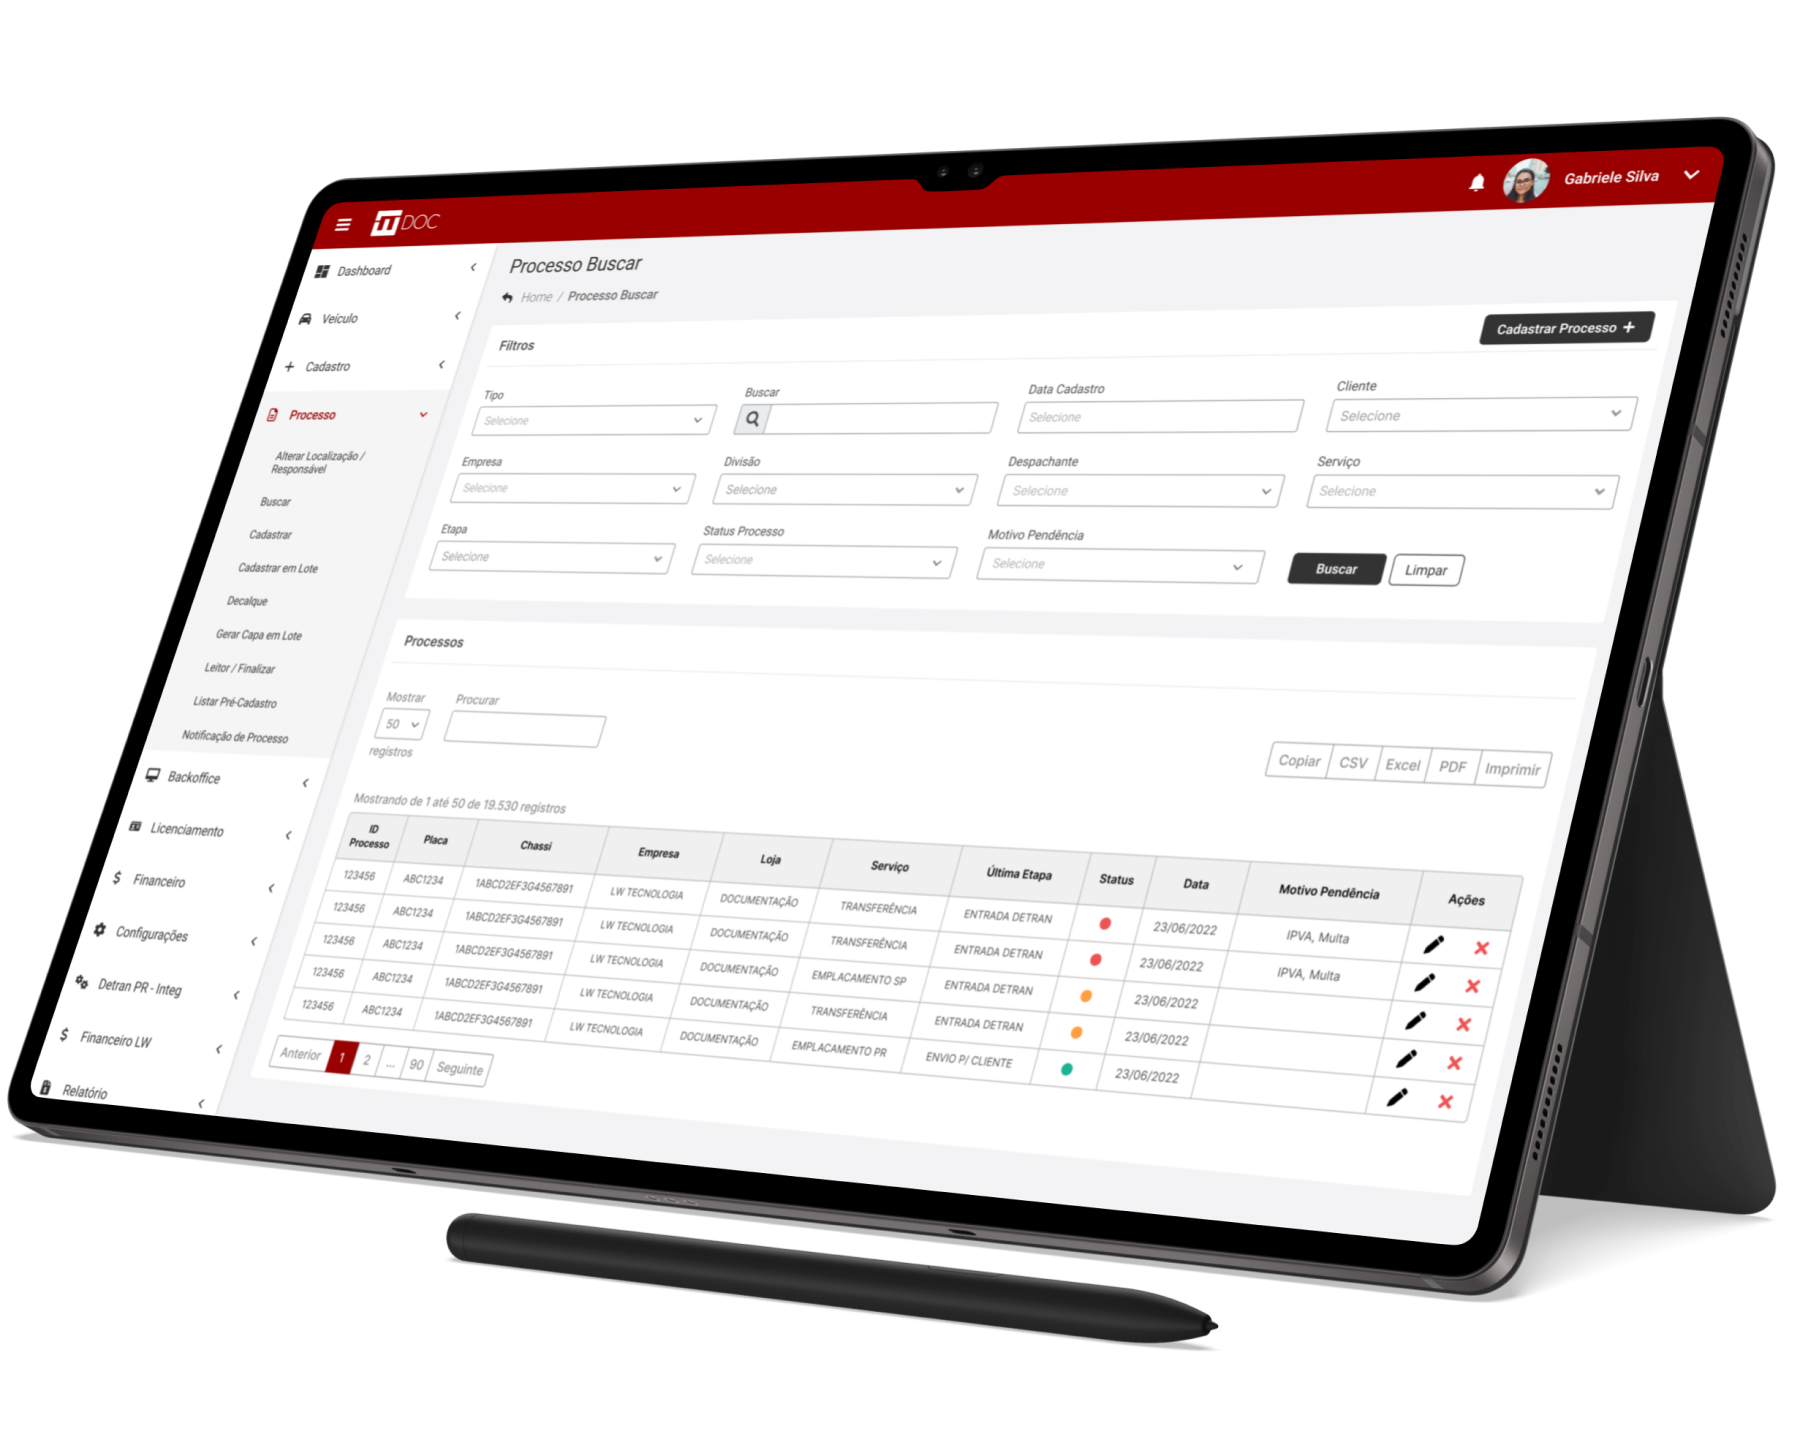 DOC
Gabriele Silva
Dashboard
Veículo
Cadastro
Processo
Alterar Localização /
Responsável
Buscar
Cadastrar
Cadastrar em Lote
Decalque
Gerar Capa em Lote
Leitor / Finalizar
Listar Pré-Cadastro
Notificação de Processo
Backoffice
Licenciamento
$ Financeiro
Configurações
Detran PR - Integ
$ Financeiro LW
Relatório
Processo Buscar
Home / Processo Buscar
Filtros
Cadastrar Processo +
Tipo Buscar Data Cadastro Cliente
Selecione Selecione Selecione
Empresa Divisão Despachante Serviço
Selecione Selecione Selecione Selecione
Etapa Status Processo Motivo Pendência
Selecione Selecione Selecione Buscar Limpar
Processos
Mostrar Procurar
50
registros
Copiar CSV Excel PDF Imprimir
Mostrando de 1 até 50 de 19.530 registros
ID Processo Placa Chassi Empresa Loja Serviço Última Etapa Status Data Motivo Pendência Ações
123456 ABC1234 1ABCD2EF3G4567891 LW TECNOLOGIA DOCUMENTAÇÃO TRANSFERÊNCIA ENTRADA DETRAN 23/06/2022 IPVA, Multa
123456 ABC1234 1ABCD2EF3G4567891 LW TECNOLOGIA DOCUMENTAÇÃO TRANSFERÊNCIA ENTRADA DETRAN 23/06/2022 IPVA, Multa
123456 ABC1234 1ABCD2EF3G4567891 LW TECNOLOGIA DOCUMENTAÇÃO EMPLACAMENTO SP ENTRADA DETRAN 23/06/2022
123456 ABC1234 1ABCD2EF3G4567891 LW TECNOLOGIA DOCUMENTAÇÃO TRANSFERÊNCIA ENTRADA DETRAN 23/06/2022
123456 ABC1234 1ABCD2EF3G4567891 LW TECNOLOGIA DOCUMENTAÇÃO EMPLACAMENTO PR ENVIO P/ CLIENTE 23/06/2022
Anterior 1 2 ... 90 Seguinte